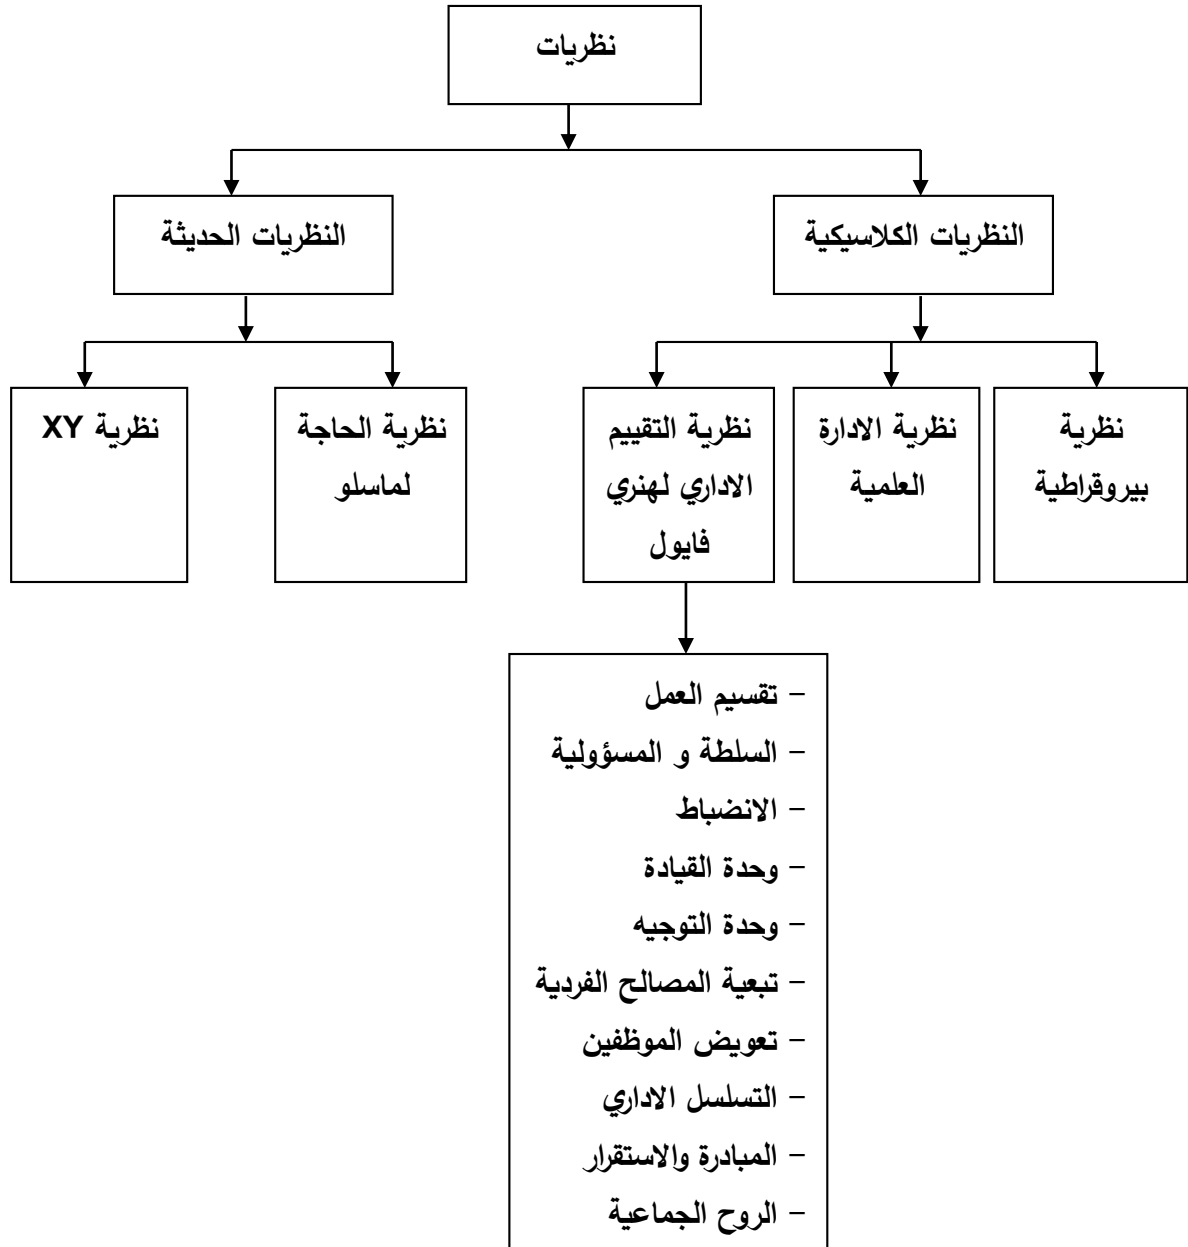 نظريات
النظريات الكلاسيكية
النظريات الحديثة
نظرية
بيروقراطية
نظرية الادارة
العلمية
نظرية التقييم
الاداري لهنري
فايول
نظرية الحاجة
لماسلو
نظرية XY
– تقسيم العمل
– السلطة و المسؤولية
– الانضباط
– وحدة القيادة
– وحدة التوجيه
– تبعية المصالح الفردية
– تعويض الموظفين
– التسلسل الاداري
– المبادرة والاستقرار
– الروح الجماعية